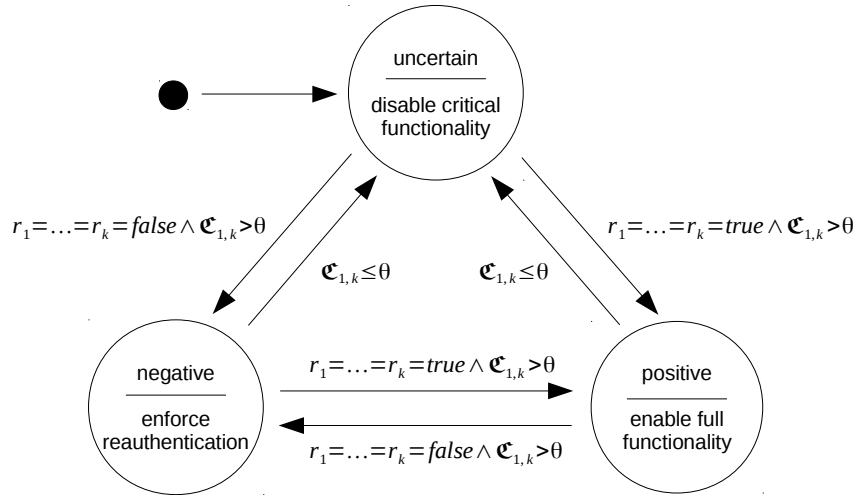 uncertain
disable critical
functionality
r₁=…=rₖ=false ∧ 𝕮₁,ₖ>θ
r₁=…=rₖ=true ∧ 𝕮₁,ₖ>θ
𝕮₁,ₖ≤θ
𝕮₁,ₖ≤θ
negative
enforce
reauthentication
r₁=…=rₖ=true ∧ 𝕮₁,ₖ>θ
r₁=…=rₖ=false ∧ 𝕮₁,ₖ>θ
positive
enable full
functionality